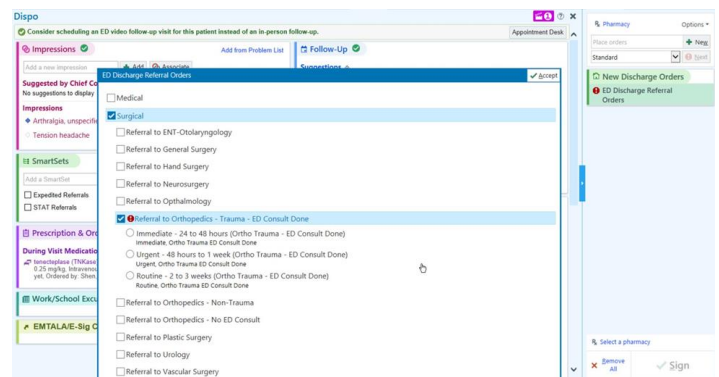 Dispo
Consider scheduling an ED video follow-up visit for this patient instead of an in-person follow-up.
Appointment Desk
Impressions
Add from Problem List
Add a new impression
Add
Associate
Suggested by Chief Co
No suggestions to display
Impressions
Arthralgia, unspecifie
Tension headache
Follow-Up
Suggestions
SmartSets
Add a SmartSet
Expedited Referrals
STAT Referrals
Prescription & Ord
During Visit Medicatio
tenecteplase (TNKase
0.25 mg/kg, Intravenou
yet. Ordered by: Shen
Work/School Excu
EMTALA/E-Sig C
ED Discharge Referral Orders
Accept
Medical
Surgical
Referral to ENT-Otolaryngology
Referral to General Surgery
Referral to Hand Surgery
Referral to Neurosurgery
Referral to Opthalmology
Referral to Orthopedics - Trauma - ED Consult Done
Immediate - 24 to 48 hours (Ortho Trauma - ED Consult Done)
Immediate, Ortho Trauma ED Consult Done
Urgent - 48 hours to 1 week (Ortho Trauma - ED Consult Done)
Urgent, Ortho Trauma ED Consult Done
Routine - 2 to 3 weeks (Ortho Trauma - ED Consult Done)
Routine, Ortho Trauma ED Consult Done
Referral to Orthopedics - Non-Trauma
Referral to Orthopedics - No ED Consult
Referral to Plastic Surgery
Referral to Urology
Referral to Vascular Surgery
Pharmacy
Options
Place orders
New
Standard
Next
New Discharge Orders
ED Discharge Referral
Orders
Select a pharmacy
Remove
All
Sign